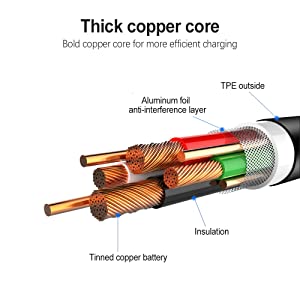 Thick copper core
Bold copper core for more efficient charging
TPE outside
Aluminum foil
anti-interference layer
Insulation
Tinned copper battery